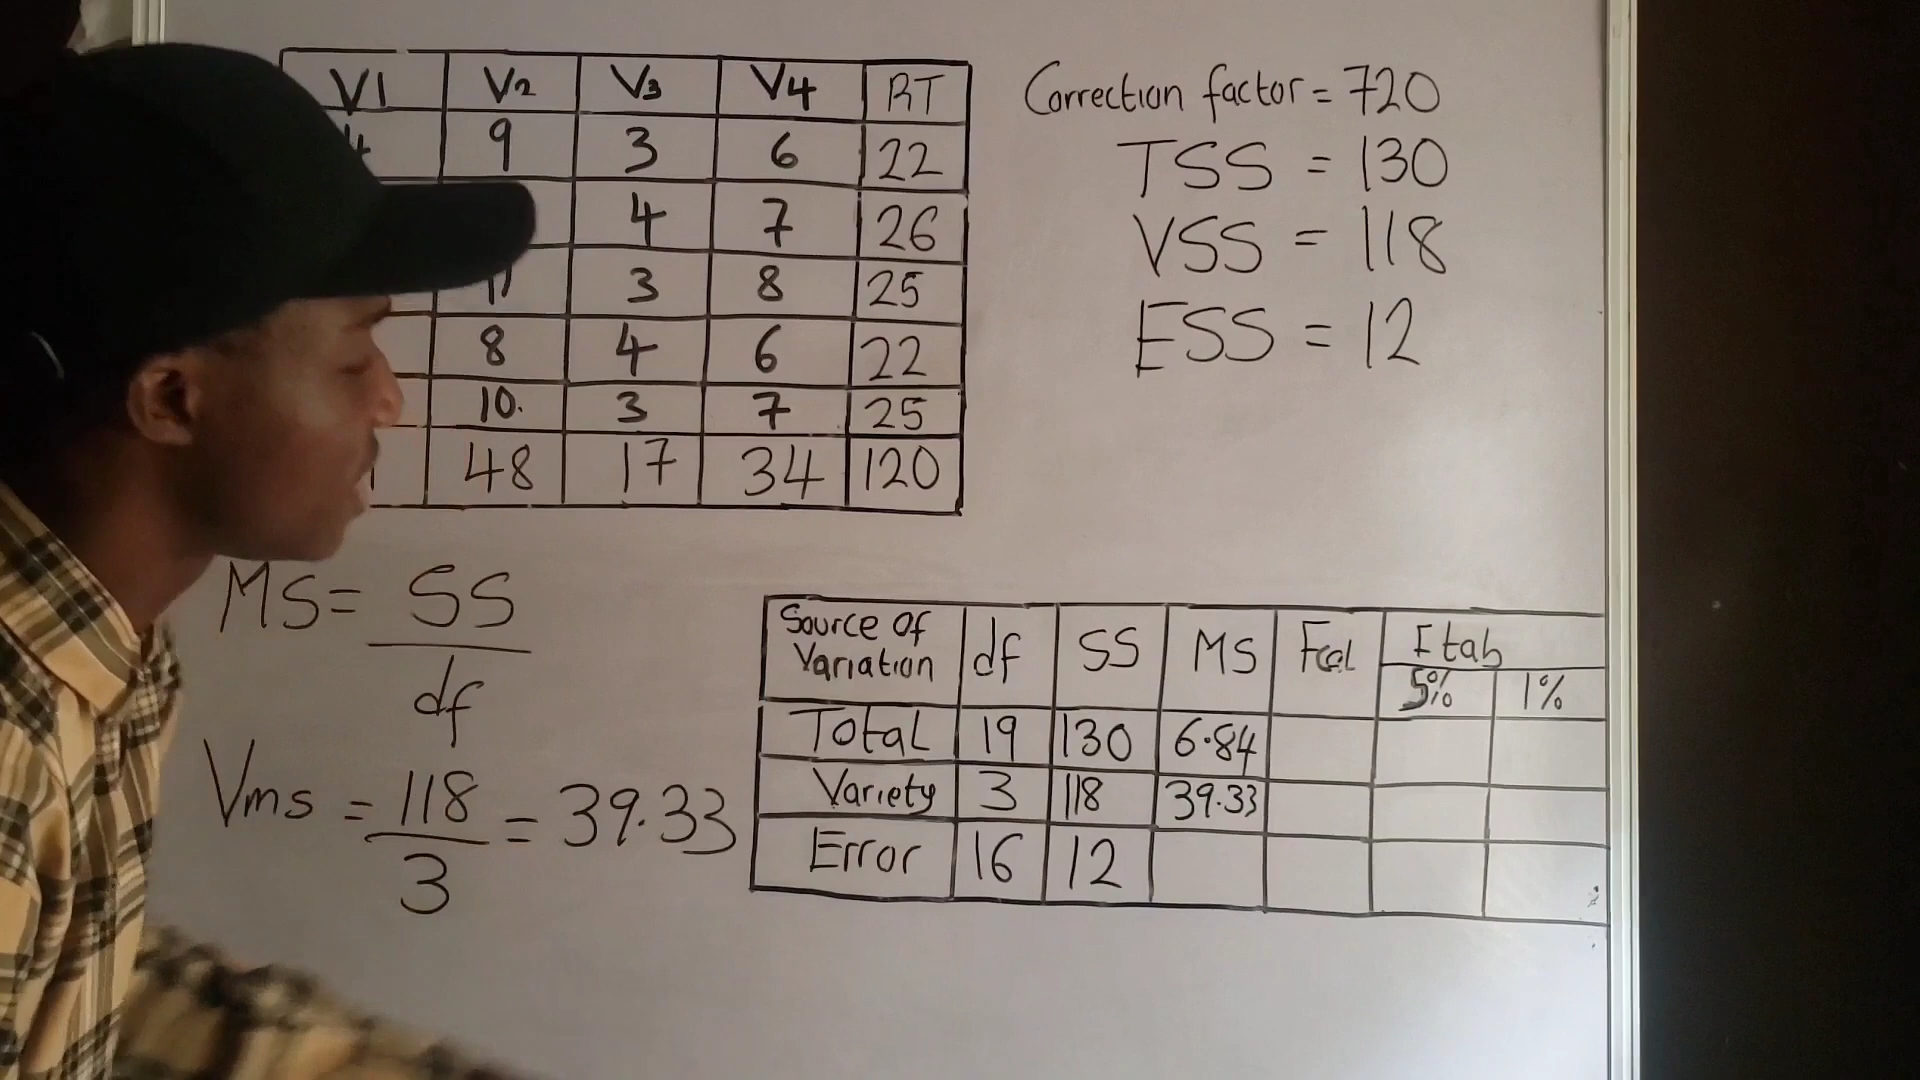 V1 V2 V3 V4 RT
4 9 3 6 22
4 7 26
11 3 8 25
8 4 6 22
10. 3 7 25
48 17 34 120
Correction factor = 720
TSS = 130
VSS = 118
ESS = 12
MS = SS
df
Vms = 118 = 39.33
3
Source of Variation df SS MS Fcal F tab
5% 1%
Total 19 130 6.84
Variety 3 118 39.33
Error 16 12